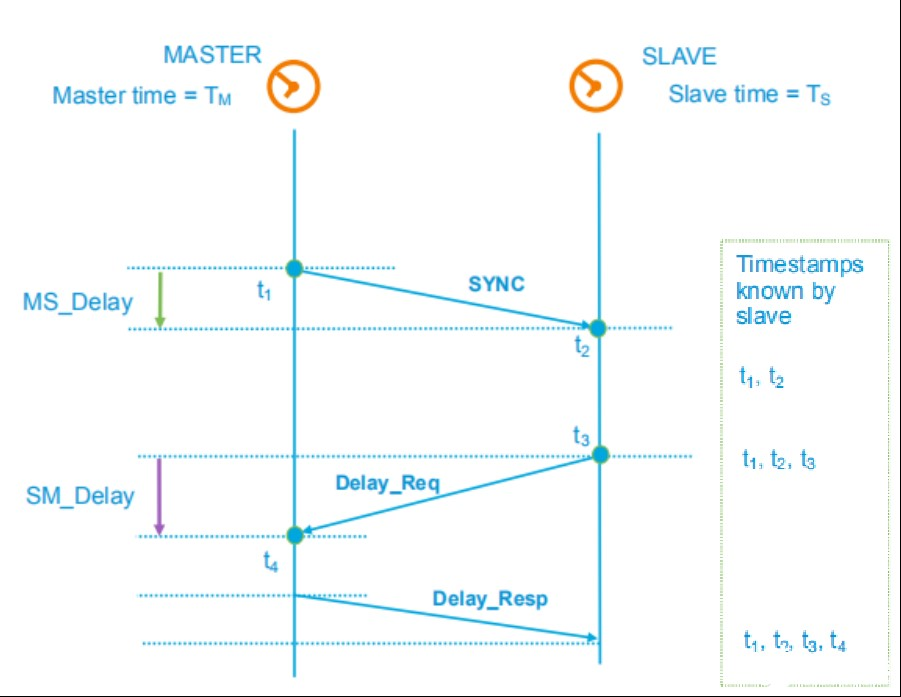 MASTER
Master time = TM
SLAVE
Slave time = TS
MS_Delay
t1
SYNC
t2
Timestamps
known by
slave
t1, t2
t3
t1, t2, t3
Delay_Req
SM_Delay
t4
Delay_Resp
t1, t2, t3, t4